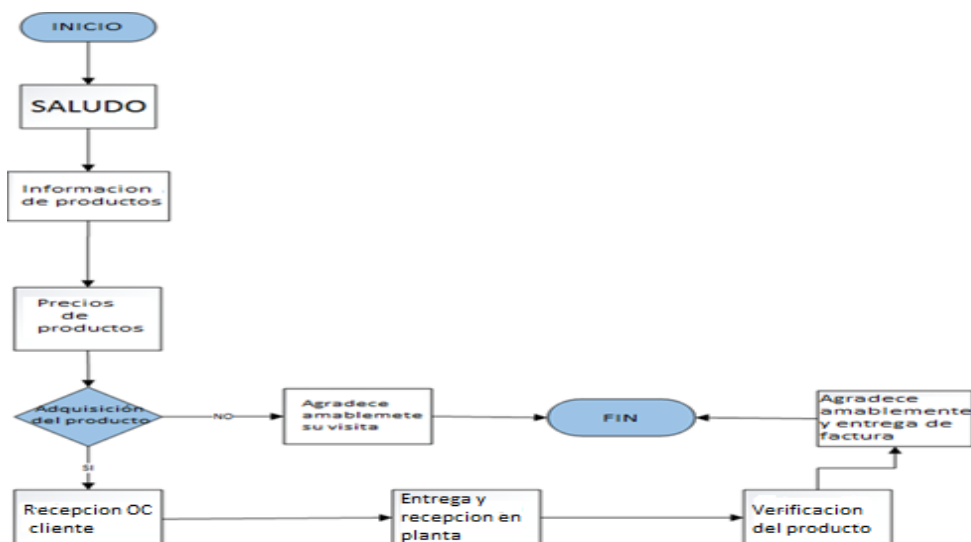 INICIO
SALUDO
Informacion
de productos
Precios
de
productos
Adquisición
del producto
NO
Agradece
amablemete
su visita
FIN
Agradece
amablemente
y entrega de
factura
SI
Recepcion OC
cliente
Entrega y
recepcion en
planta
Verificacion
del producto